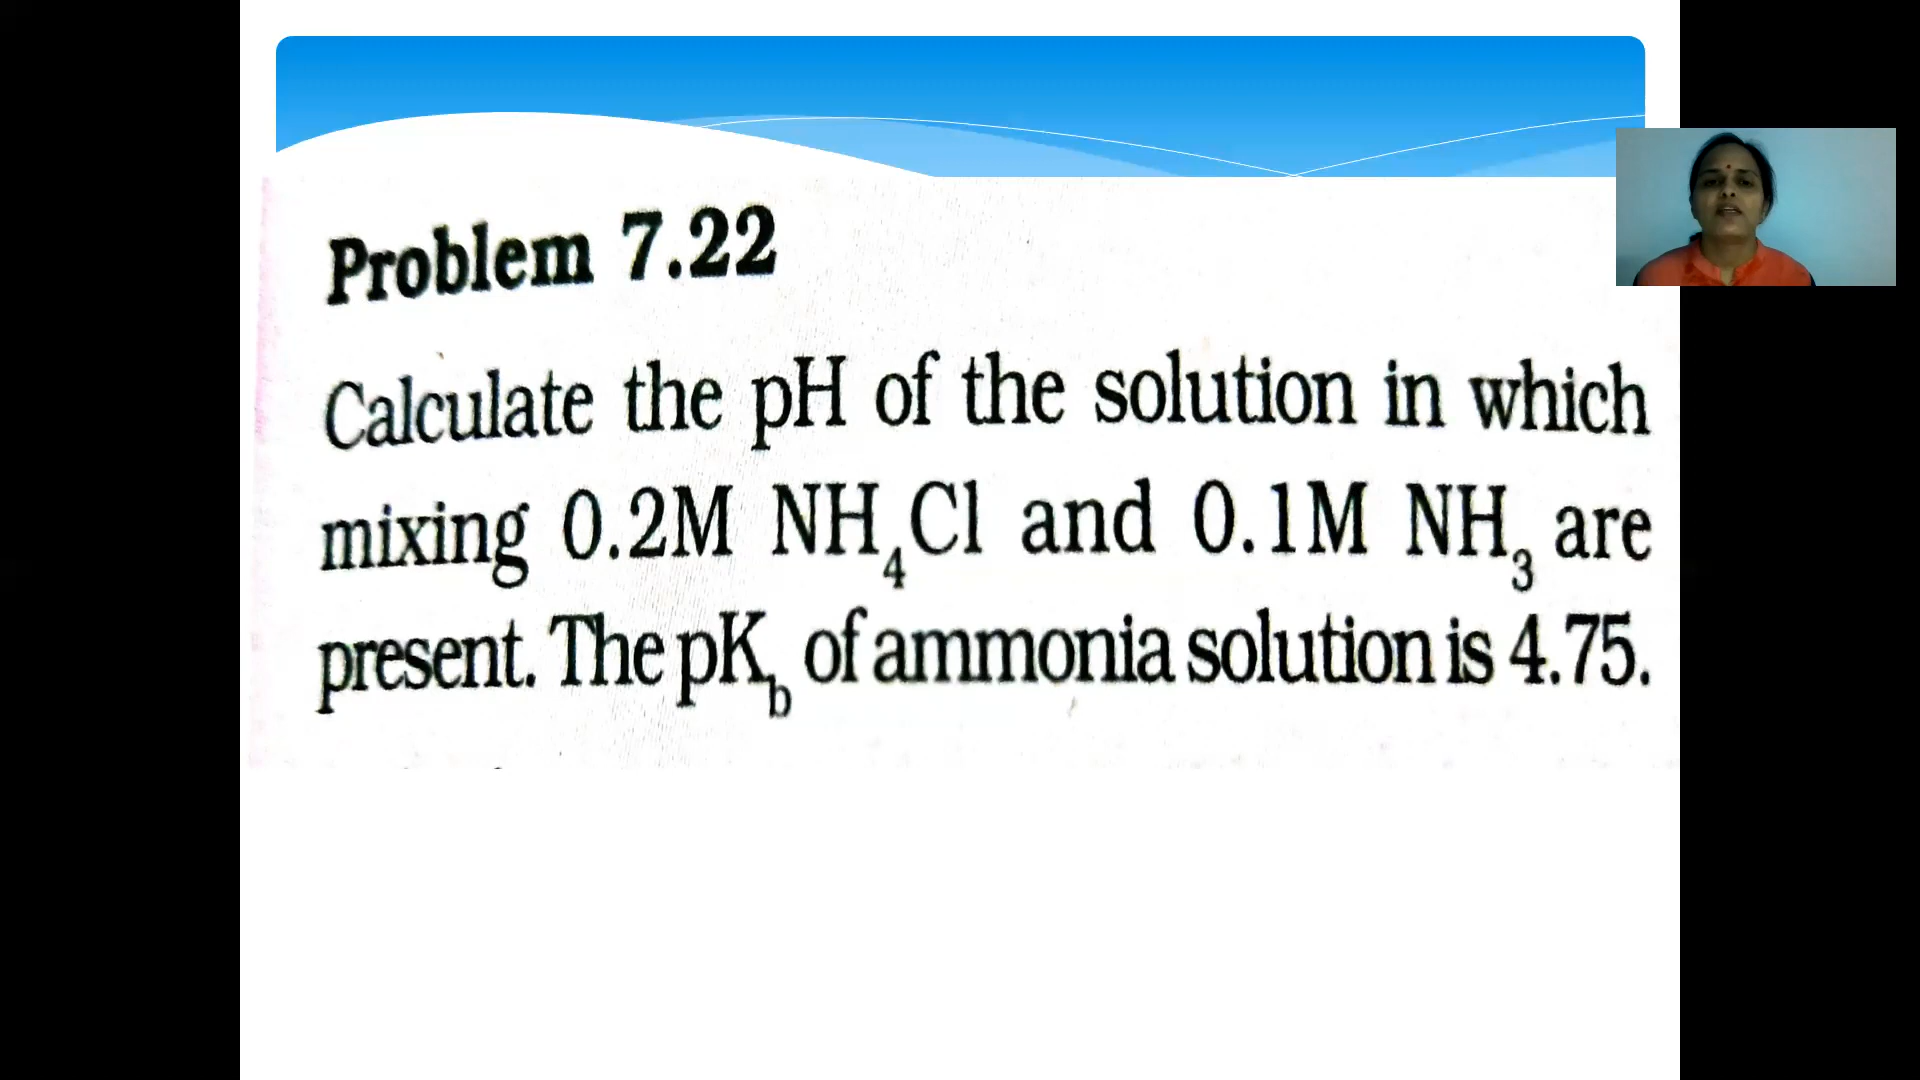 Problem 7.22
Calculate the pH of the solution in which
mixing 0.2M NH₄Cl and 0.1M NH₃ are
present. The pK_b of ammonia solution is 4.75.